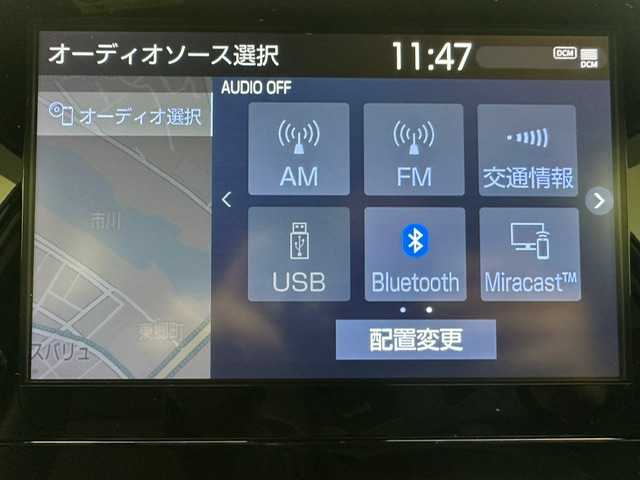 オーディオソース選択 11:47 DCM DCM
AUDIO OFF
オーディオ選択
AM FM 交通情報
市川
USB Bluetooth Miracast™
東郷町
スバリュ
配置変更